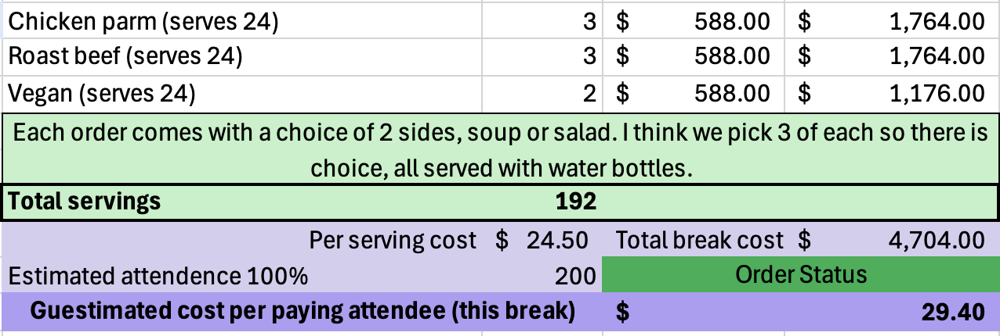 Chicken parm (serves 24) 3 $ 588.00 $ 1,764.00
Roast beef (serves 24) 3 $ 588.00 $ 1,764.00
Vegan (serves 24) 2 $ 588.00 $ 1,176.00
Each order comes with a choice of 2 sides, soup or salad. I think we pick 3 of each so there is
choice, all served with water bottles.
Total servings 192
Per serving cost $ 24.50 Total break cost $ 4,704.00
Estimated attendence 100% 200 Order Status
Guestimated cost per paying attendee (this break) $ 29.40